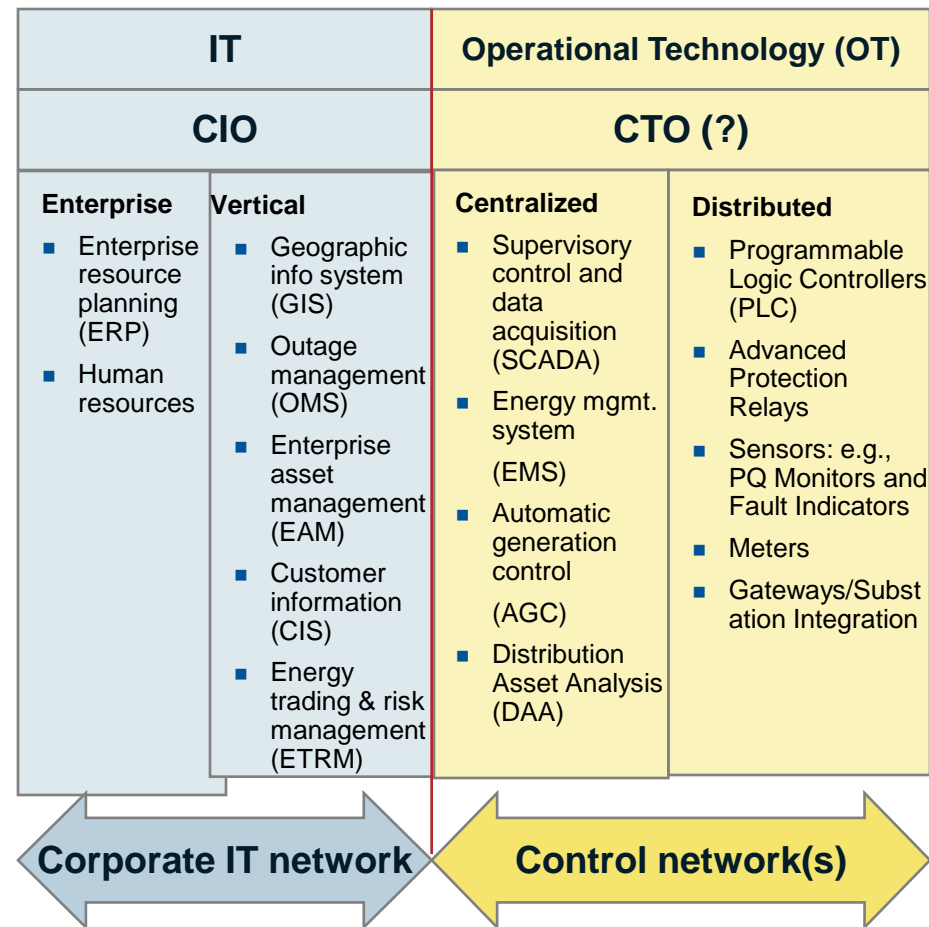 IT
Operational Technology (OT)
CIO
CTO (?)
Enterprise
Enterprise
resource
planning
(ERP)
Human
resources
Vertical
Geographic
info system
(GIS)
Outage
management
(OMS)
Enterprise
asset
management
(EAM)
Customer
information
(CIS)
Energy
trading & risk
management
(ETRM)
Centralized
Supervisory
control and
data
acquisition
(SCADA)
Energy mgmt.
system
(EMS)
Automatic
generation
control
(AGC)
Distribution
Asset Analysis
(DAA)
Distributed
Programmable
Logic Controllers
(PLC)
Advanced
Protection
Relays
Sensors: e.g.,
PQ Monitors and
Fault Indicators
Meters
Gateways/Subst
ation Integration
Corporate IT network
Control network(s)